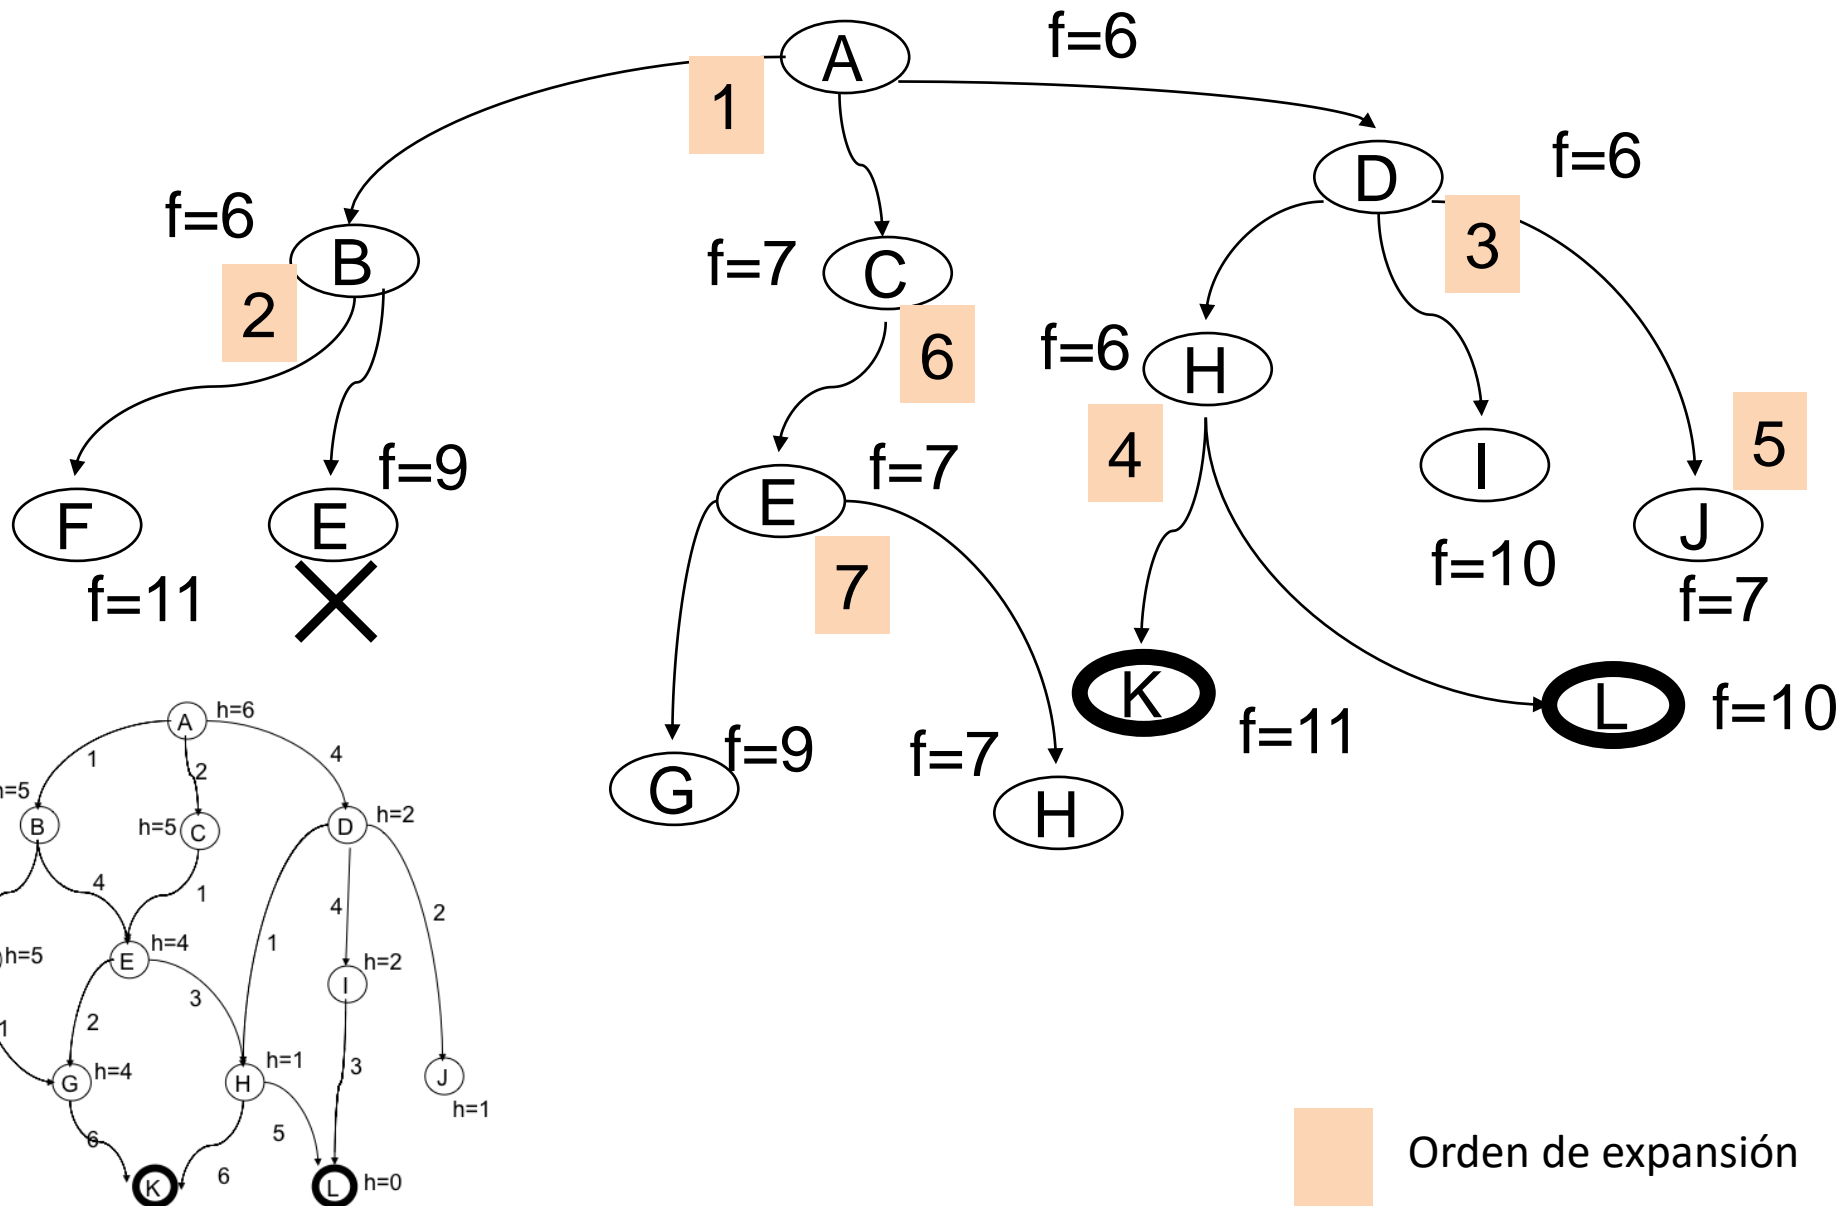 A
f=6
1
D
f=6
f=6
B
2
f=7
C
6
3
f=6
H
4
5
F
f=11
E
f=9
E
f=7
7
I
f=10
J
f=7
K
f=11
L
f=10
G
f=9
f=7
H
A
h=6
1
2
4
h=5
B
h=5
C
D
h=2
4
1
1
4
2
h=5
E
h=4
I
h=2
3
1
2
3
G
h=4
H
h=1
J
h=1
6
5
6
K
L
h=0
Orden de expansión